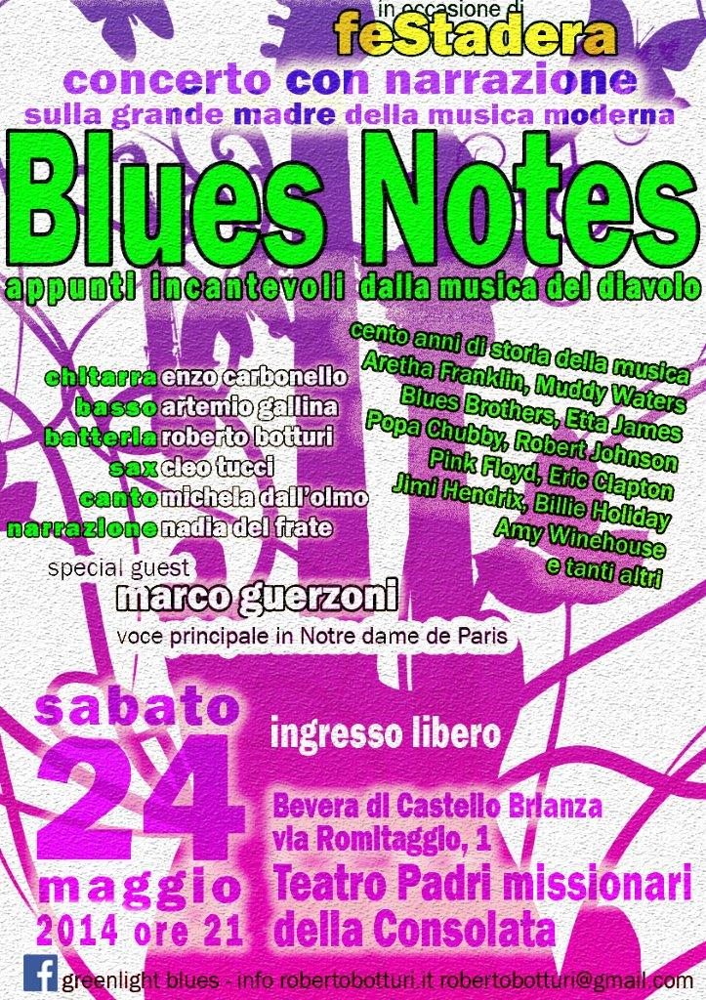 in occasione di
feStadera
concerto con narrazione
sulla grande madre della musica moderna
Blues Notes
appunti incantevoli dalla musica del diavolo
cento anni di storia della musica
Aretha Franklin, Muddy Waters
Blues Brothers, Etta James
Popa Chubby, Robert Johnson
Pink Floyd, Eric Clapton
Jimi Hendrix, Billie Holiday
Amy Winehouse
e tanti altri
chitarra enzo carbonello
basso artemio gallina
batteria roberto botturi
sax cleo tucci
canto michela dall'olmo
narrazione nadia del frate
special guest
marco guerzoni
voce principale in Notre dame de Paris
sabato
24
maggio
2014 ore 21
ingresso libero
Bevera di Castello Brianza
via Romitaggio, 1
Teatro Padri missionari
della Consolata
f greenlight blues - info robertobotturi.it robertobotturi@gmail.com